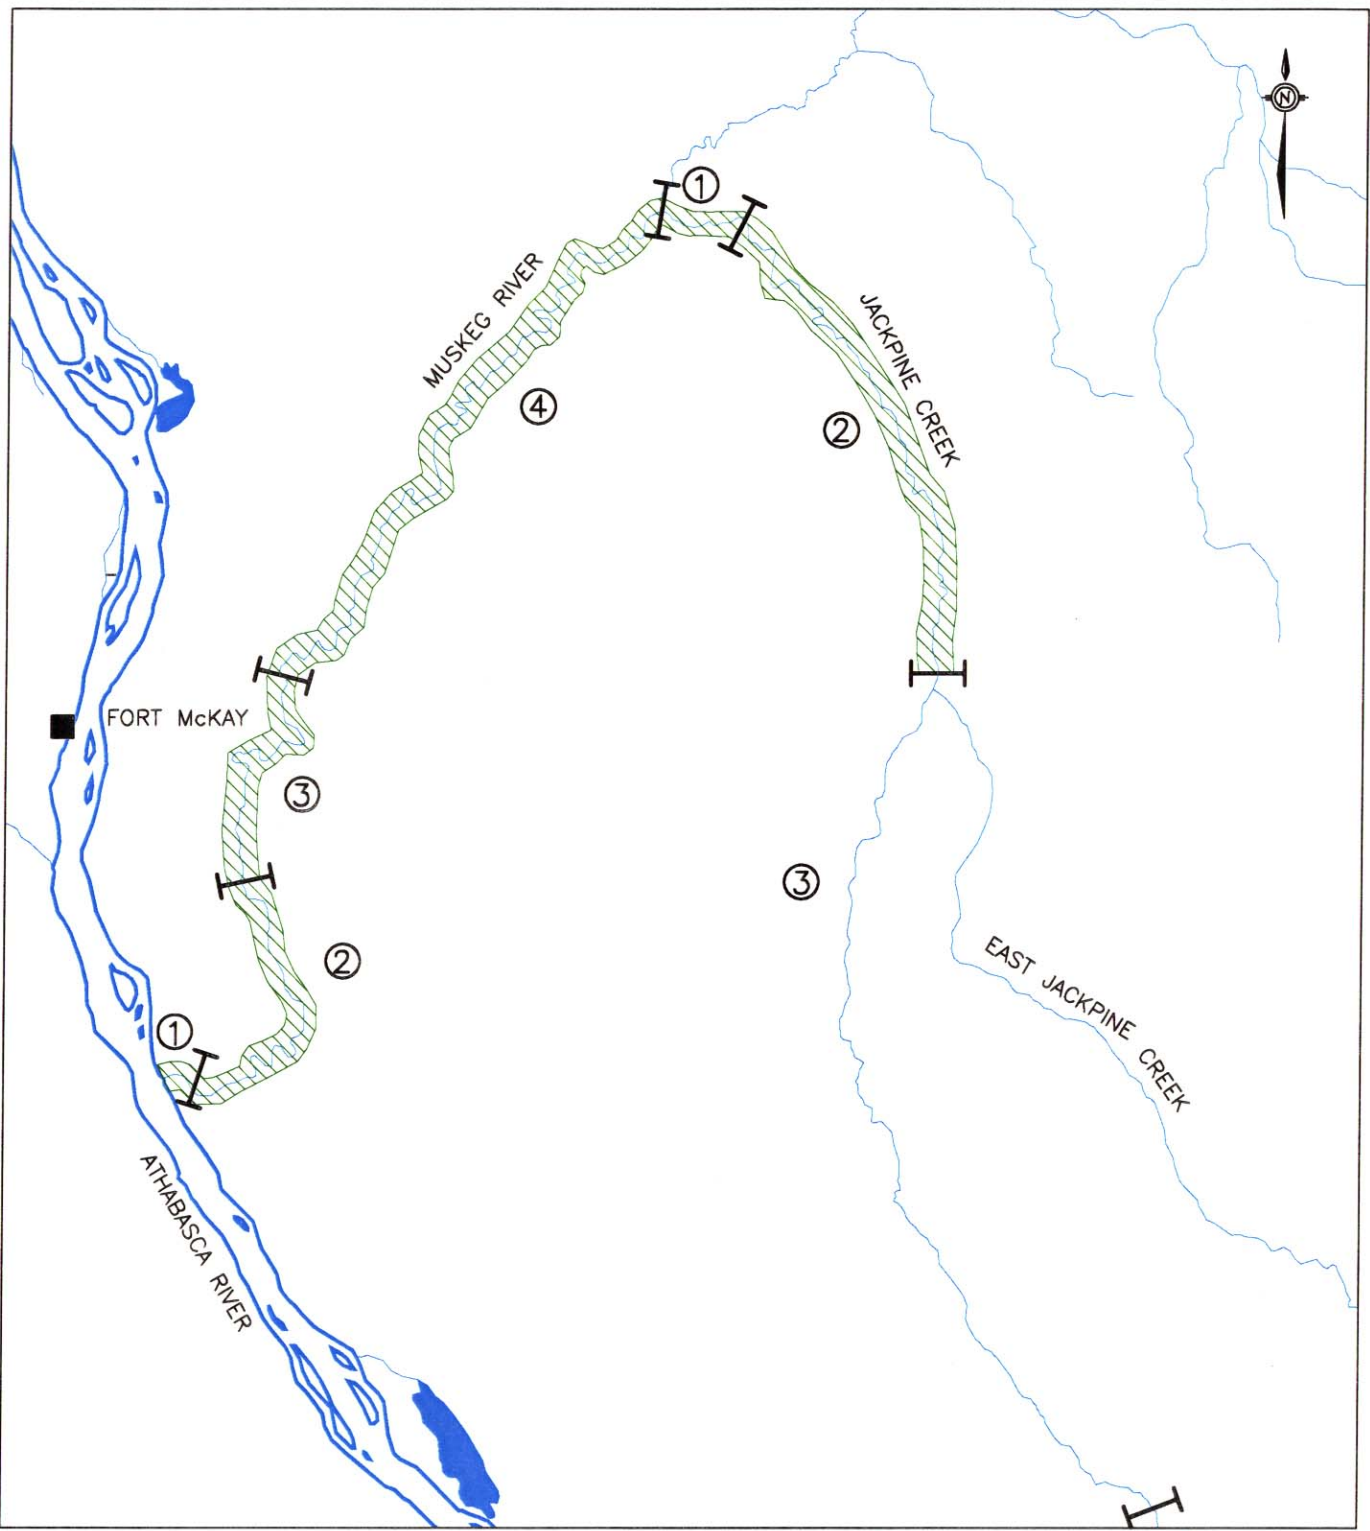 N
①
MUSKEG RIVER
JACKPINE CREEK
④
②
FORT McKAY
③
③
②
EAST JACKPINE CREEK
①
ATHABASCA RIVER